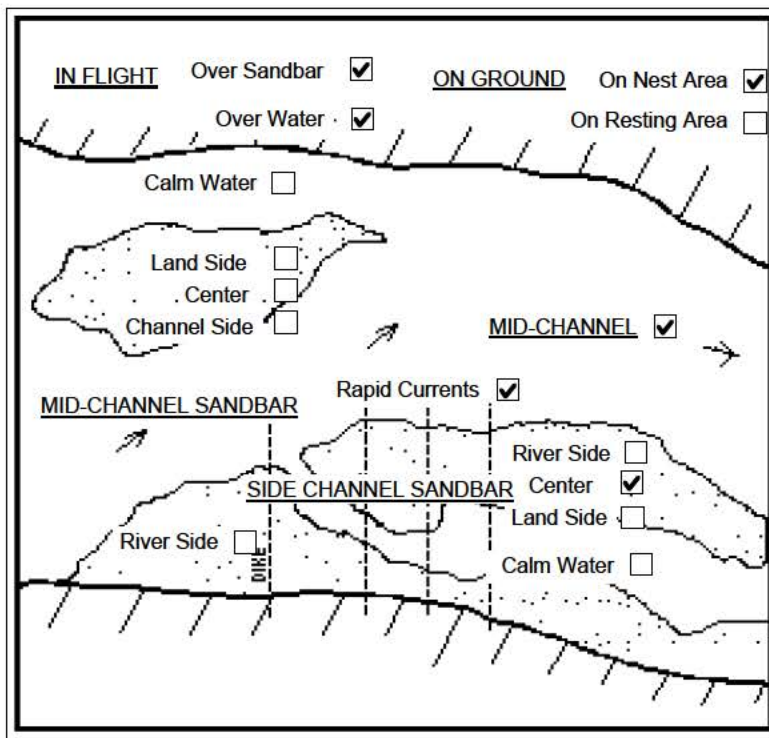 IN FLIGHT Over Sandbar ON GROUND On Nest Area
Over Water On Resting Area
Calm Water
Land Side
Center
Channel Side
MID-CHANNEL
Rapid Currents
MID-CHANNEL SANDBAR
River Side
SIDE CHANNEL SANDBAR Center
Land Side
River Side
DIKE
Calm Water